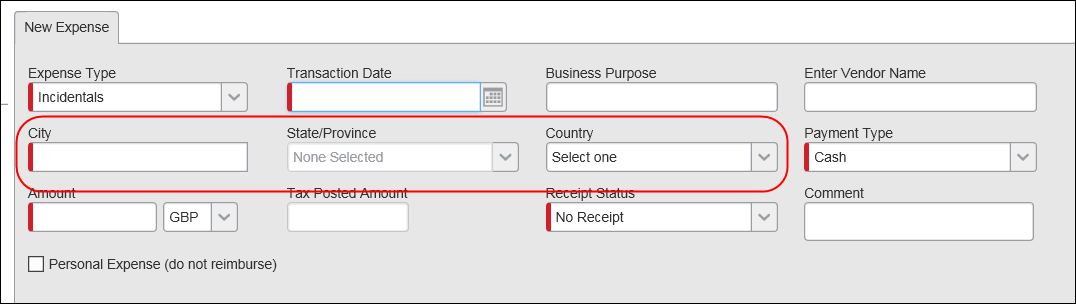 New Expense
Expense Type Transaction Date Business Purpose Enter Vendor Name
Incidentals
City State/Province Country Payment Type
None Selected Select one Cash
Amount Tax Posted Amount Receipt Status Comment
GBP No Receipt
Personal Expense (do not reimburse)